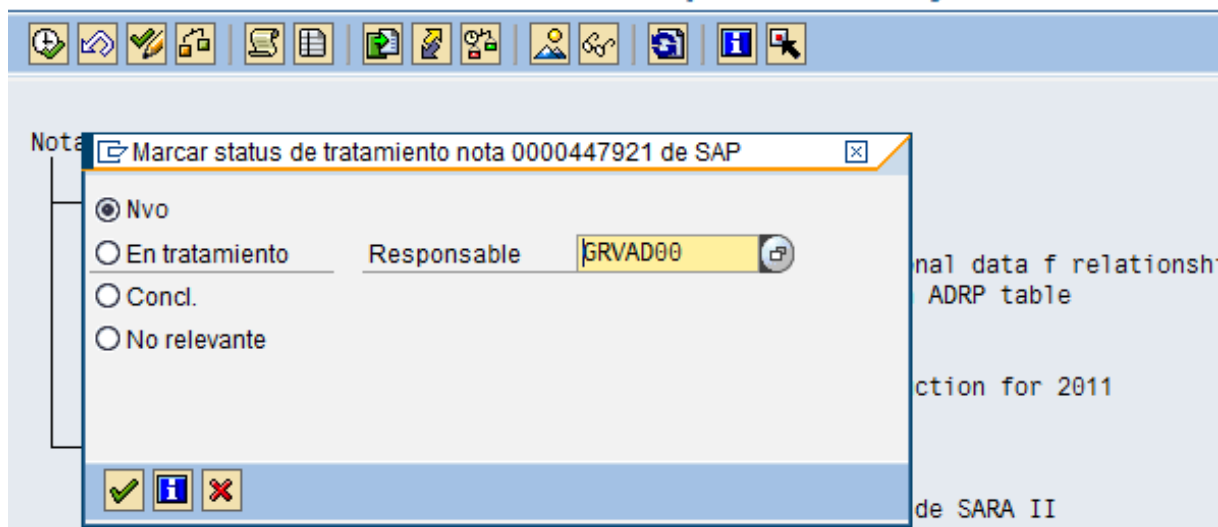 Nota
Marcar status de tratamiento nota 0000447921 de SAP
Nvo
En tratamiento Responsable GRVAD00
nal data f relationsh
Concl.
ADRP table
No relevante
ction for 2011
de SARA II